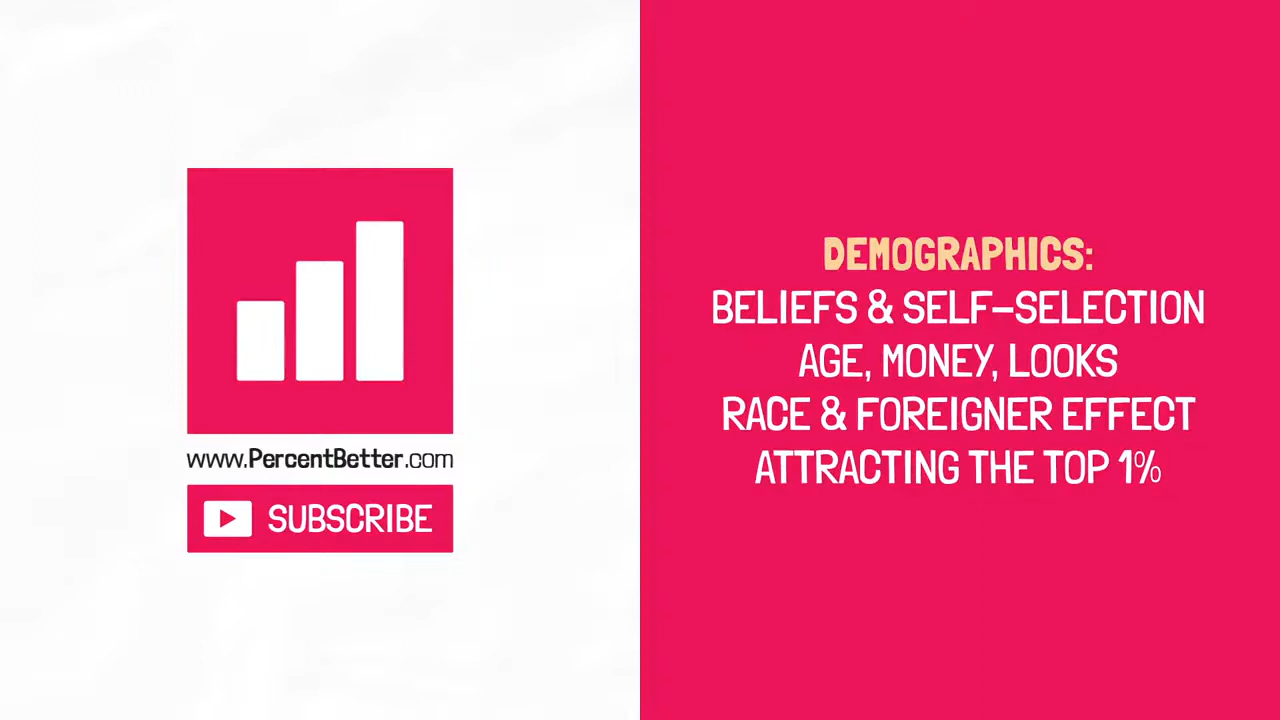 www.PercentBetter.com
SUBSCRIBE
DEMOGRAPHICS:
BELIEFS & SELF-SELECTION
AGE, MONEY, LOOKS
RACE & FOREIGNER EFFECT
ATTRACTING THE TOP 1%